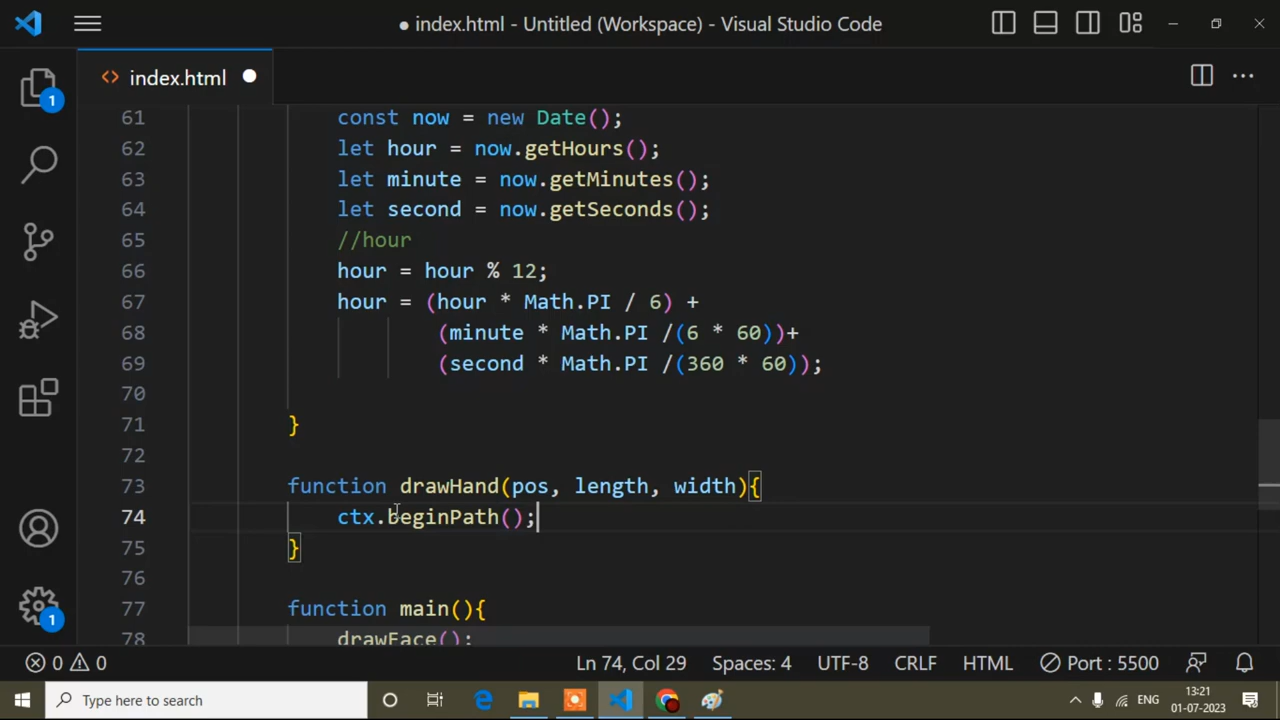 ● index.html - Untitled (Workspace) - Visual Studio Code
<> index.html
61 const now = new Date();
62 let hour = now.getHours();
63 let minute = now.getMinutes();
64 let second = now.getSeconds();
65 //hour
66 hour = hour % 12;
67 hour = (hour * Math.PI / 6) +
68 (minute * Math.PI /(6 * 60))+
69 (second * Math.PI /(360 * 60));
70
71 }
72
73 function drawHand(pos, length, width){
74 ctx.beginPath();
75 }
76
77 function main(){
78 drawFace();
1
1
0 0 Ln 74, Col 29 Spaces: 4 UTF-8 CRLF HTML Port : 5500
Type here to search ENG 13:21
01-07-2023